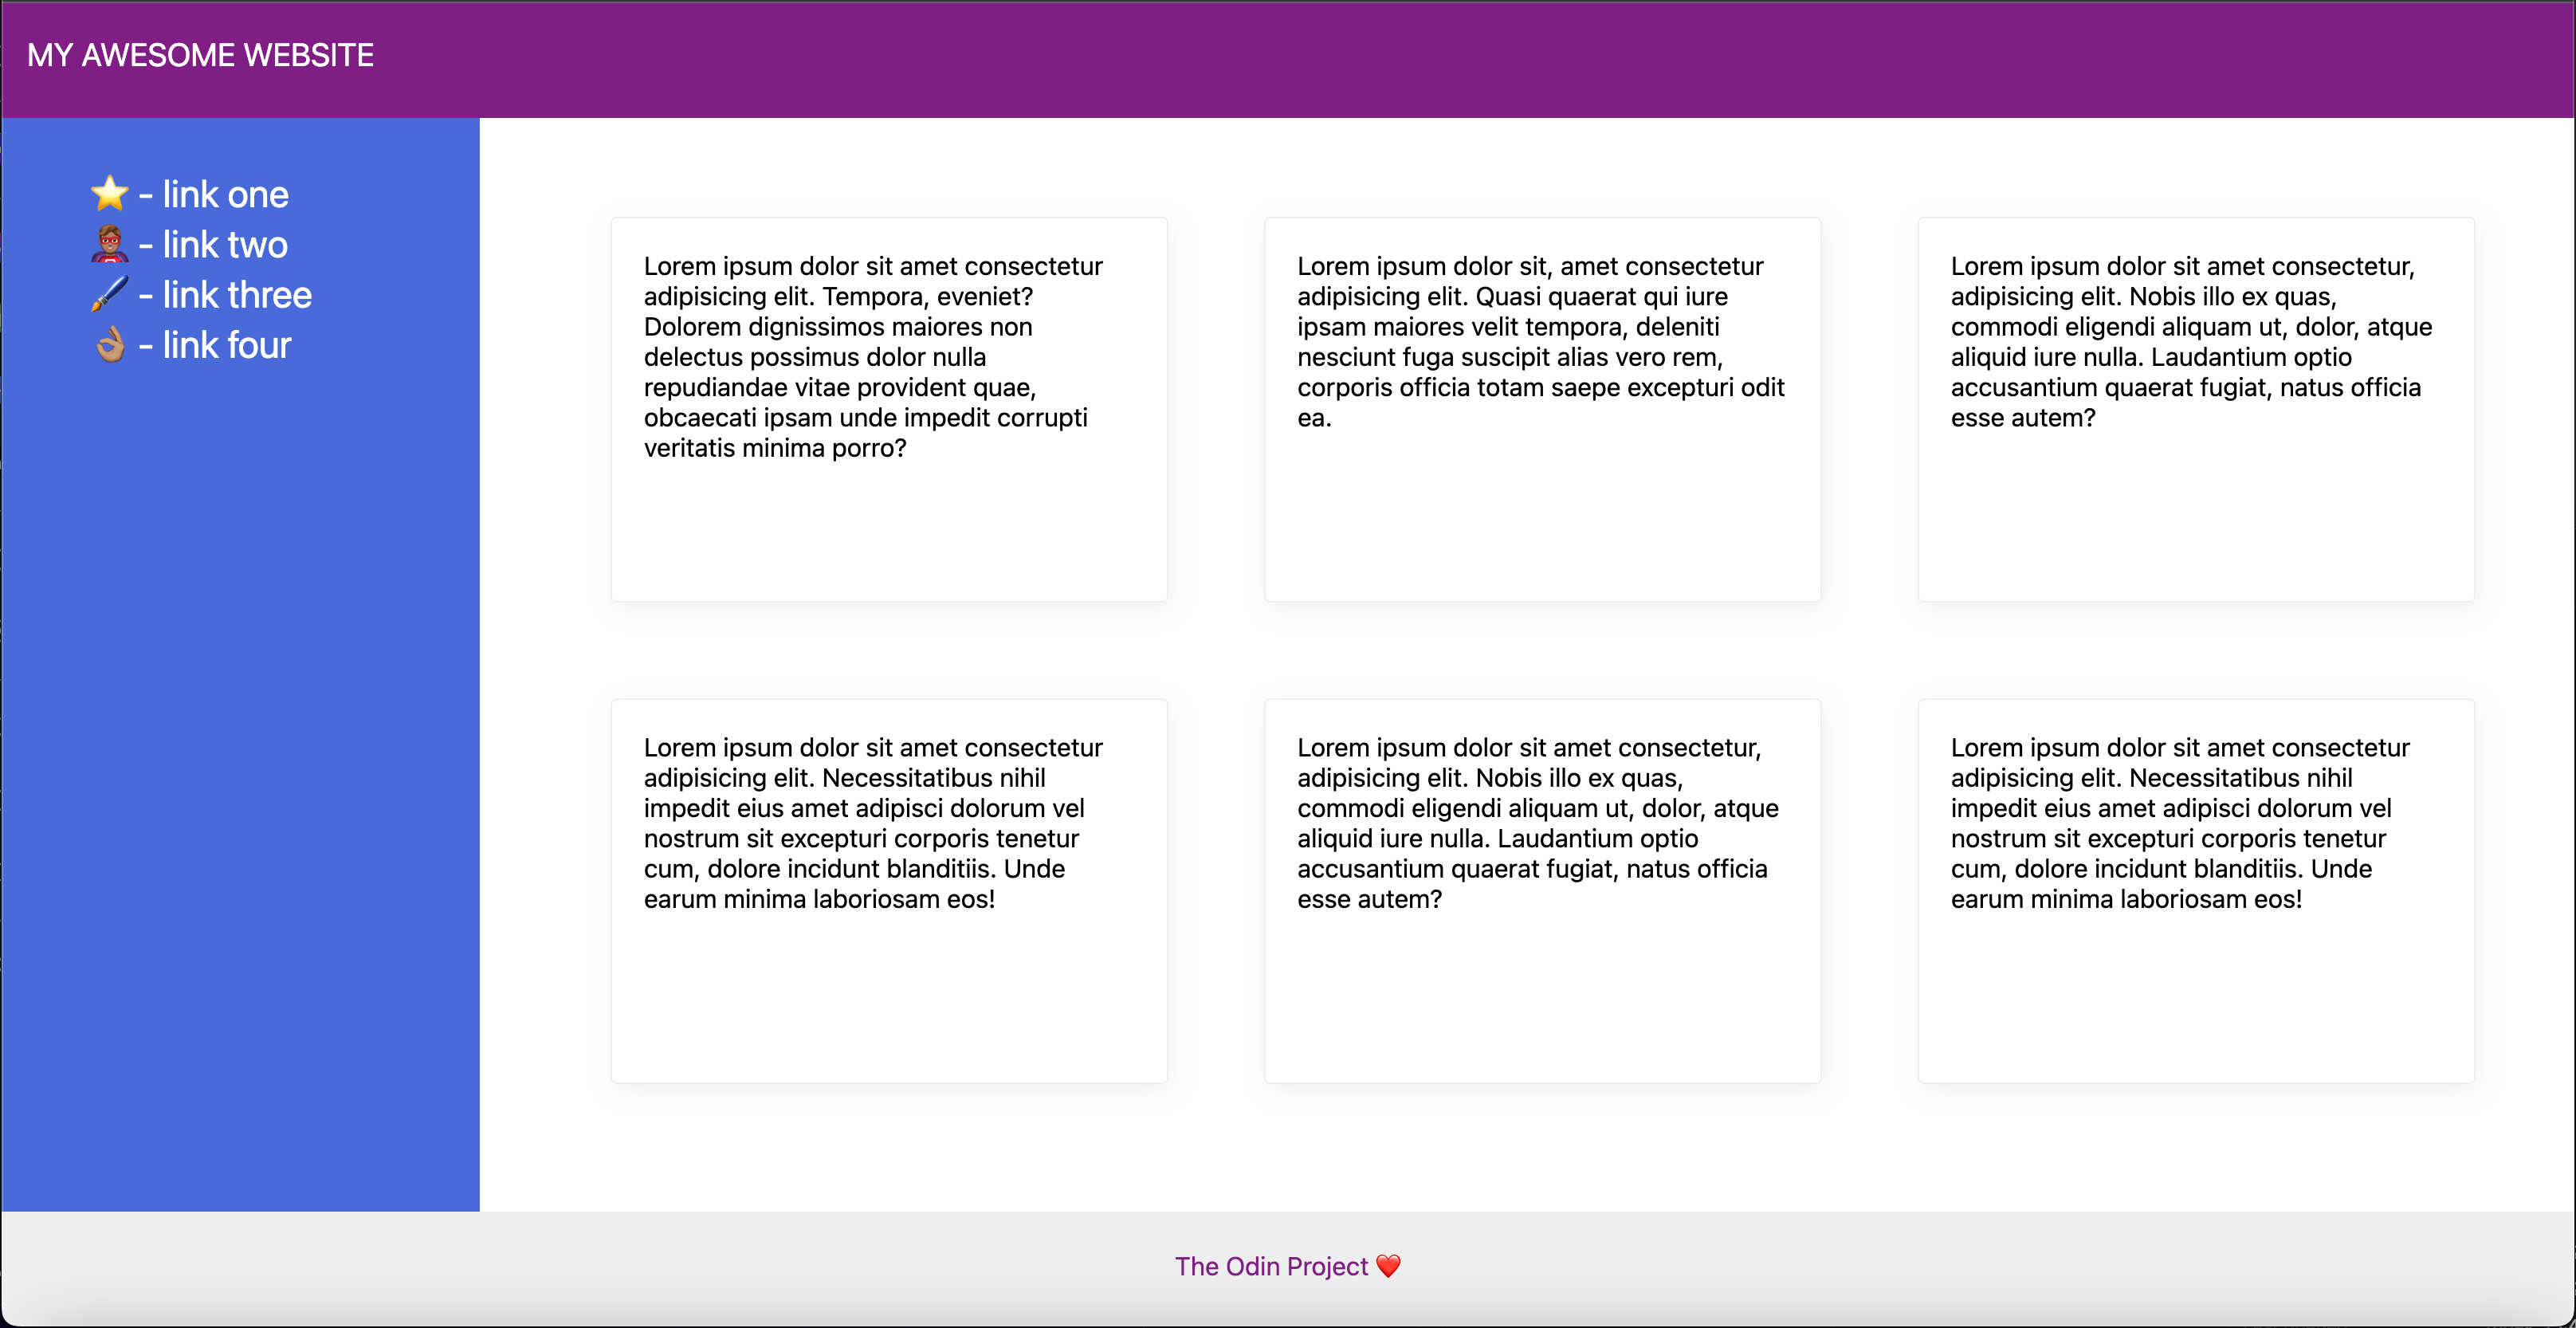 MY AWESOME WEBSITE
⭐ - link one
🦸🏽‍♂️ - link two
🖌️ - link three
👌🏽 - link four
Lorem ipsum dolor sit amet consectetur
adipisicing elit. Tempora, eveniet?
Dolorem dignissimos maiores non
delectus possimus dolor nulla
repudiandae vitae provident quae,
obcaecati ipsam unde impedit corrupti
veritatis minima porro?
Lorem ipsum dolor sit, amet consectetur
adipisicing elit. Quasi quaerat qui iure
ipsam maiores velit tempora, deleniti
nesciunt fuga suscipit alias vero rem,
corporis officia totam saepe excepturi odit
ea.
Lorem ipsum dolor sit amet consectetur,
adipisicing elit. Nobis illo ex quas,
commodi eligendi aliquam ut, dolor, atque
aliquid iure nulla. Laudantium optio
accusantium quaerat fugiat, natus officia
esse autem?
Lorem ipsum dolor sit amet consectetur
adipisicing elit. Necessitatibus nihil
impedit eius amet adipisci dolorum vel
nostrum sit excepturi corporis tenetur
cum, dolore incidunt blanditiis. Unde
earum minima laboriosam eos!
Lorem ipsum dolor sit amet consectetur,
adipisicing elit. Nobis illo ex quas,
commodi eligendi aliquam ut, dolor, atque
aliquid iure nulla. Laudantium optio
accusantium quaerat fugiat, natus officia
esse autem?
Lorem ipsum dolor sit amet consectetur
adipisicing elit. Necessitatibus nihil
impedit eius amet adipisci dolorum vel
nostrum sit excepturi corporis tenetur
cum, dolore incidunt blanditiis. Unde
earum minima laboriosam eos!
The Odin Project ❤️